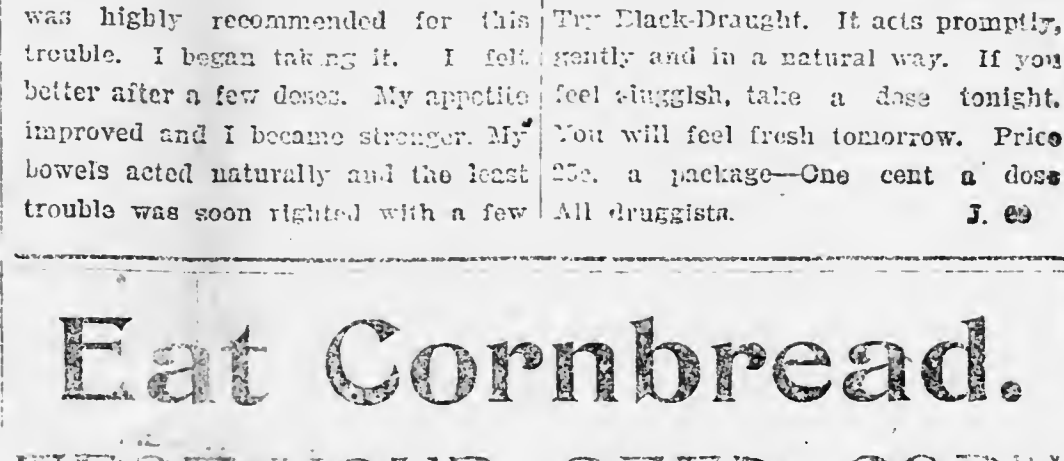 was highly recommended for this
trouble. I began taking it. I felt
better after a few doses. My appetite
improved and I became stronger. My
bowels acted naturally and the least
trouble was soon righted with a few
Try Black-Draught. It acts promptly,
gently and in a natural way. If you
feel sluggish, take a dose tonight.
You will feel fresh tomorrow. Price
25c. a package—One cent a dose
All druggists. J. 69
Eat Cornbread.